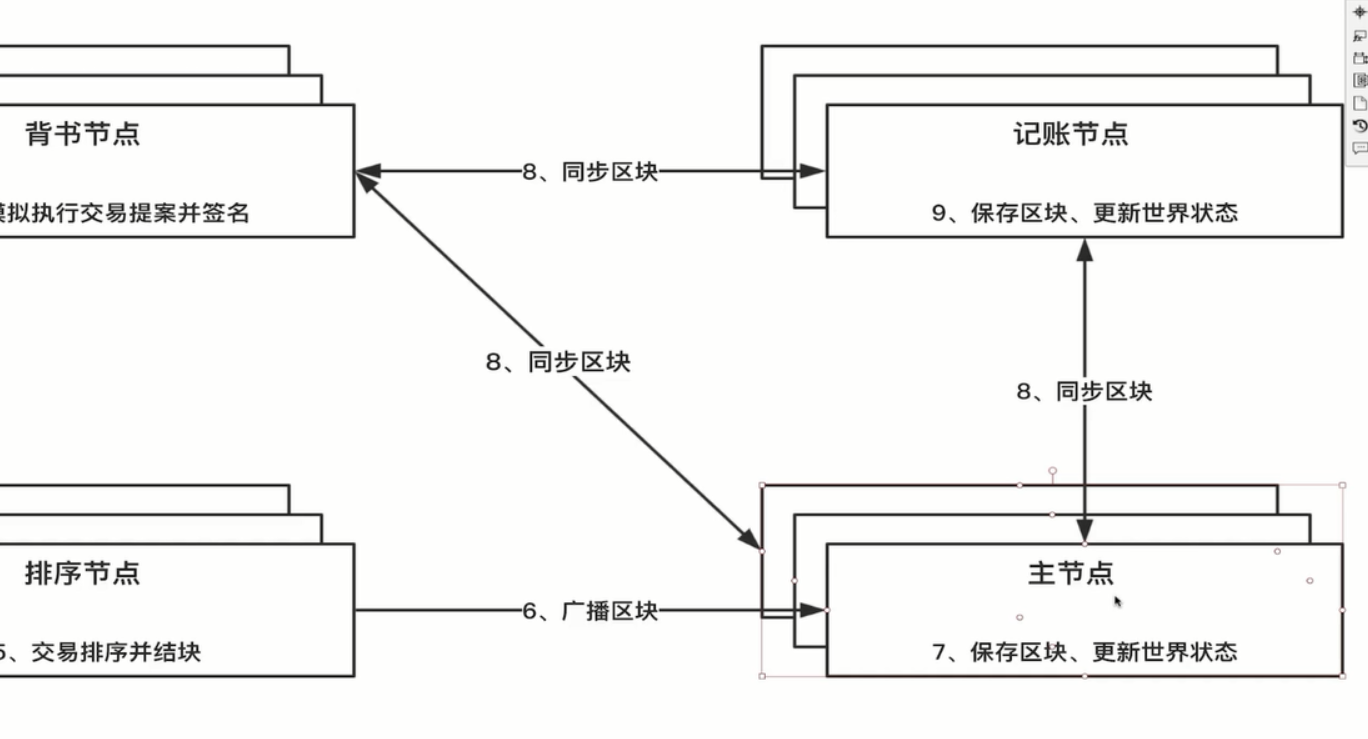 背书节点
记账节点
8、同步区块
拟执行交易提案并签名
9、保存区块、更新世界状态
8、同步区块
8、同步区块
排序节点
主节点
6、广播区块
5、交易排序并结块
7、保存区块、更新世界状态